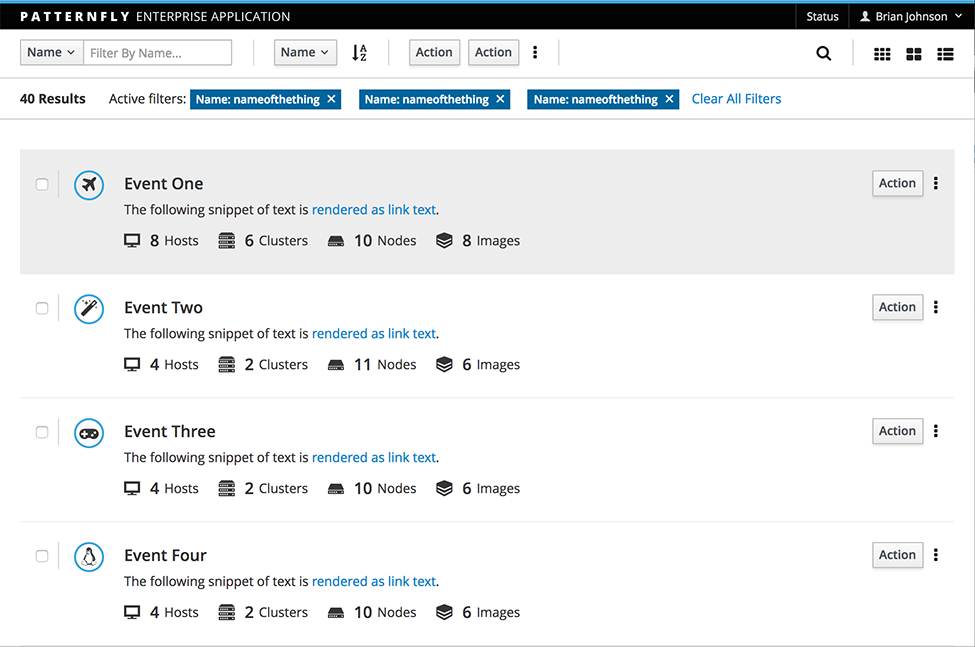 PATTERNFLY ENTERPRISE APPLICATION Status Brian Johnson
Name Filter By Name... Name Action Action
40 Results Active filters: Name: nameofthething × Name: nameofthething × Name: nameofthething × Clear All Filters
Event One Action
The following snippet of text is rendered as link text.
8 Hosts 6 Clusters 10 Nodes 8 Images
Event Two Action
The following snippet of text is rendered as link text.
4 Hosts 2 Clusters 11 Nodes 6 Images
Event Three Action
The following snippet of text is rendered as link text.
4 Hosts 2 Clusters 10 Nodes 6 Images
Event Four Action
The following snippet of text is rendered as link text.
4 Hosts 2 Clusters 10 Nodes 6 Images